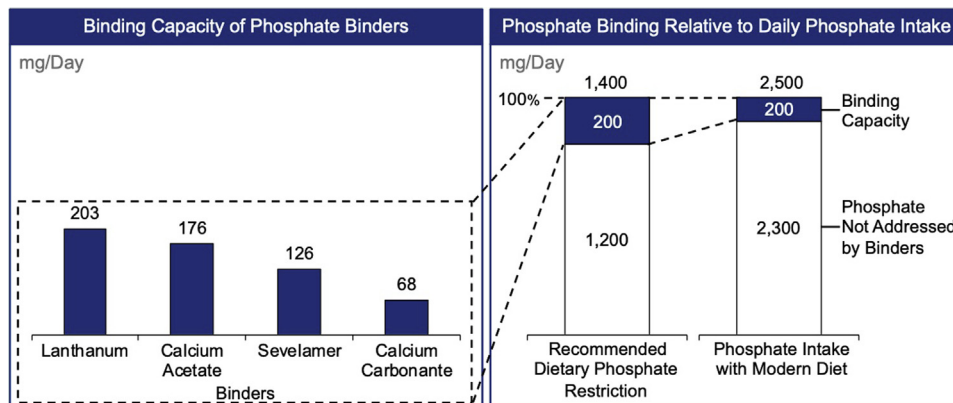 Binding Capacity of Phosphate Binders
mg/Day
203
176
126
68
Lanthanum
Calcium
Acetate
Sevelamer
Calcium
Carbonante
Binders
Phosphate Binding Relative to Daily Phosphate Intake
mg/Day
1,400
2,500
100%
200
200
Binding
Capacity
1,200
2,300
Phosphate
Not Addressed
by Binders
Recommended
Dietary Phosphate
Restriction
Phosphate Intake
with Modern Diet